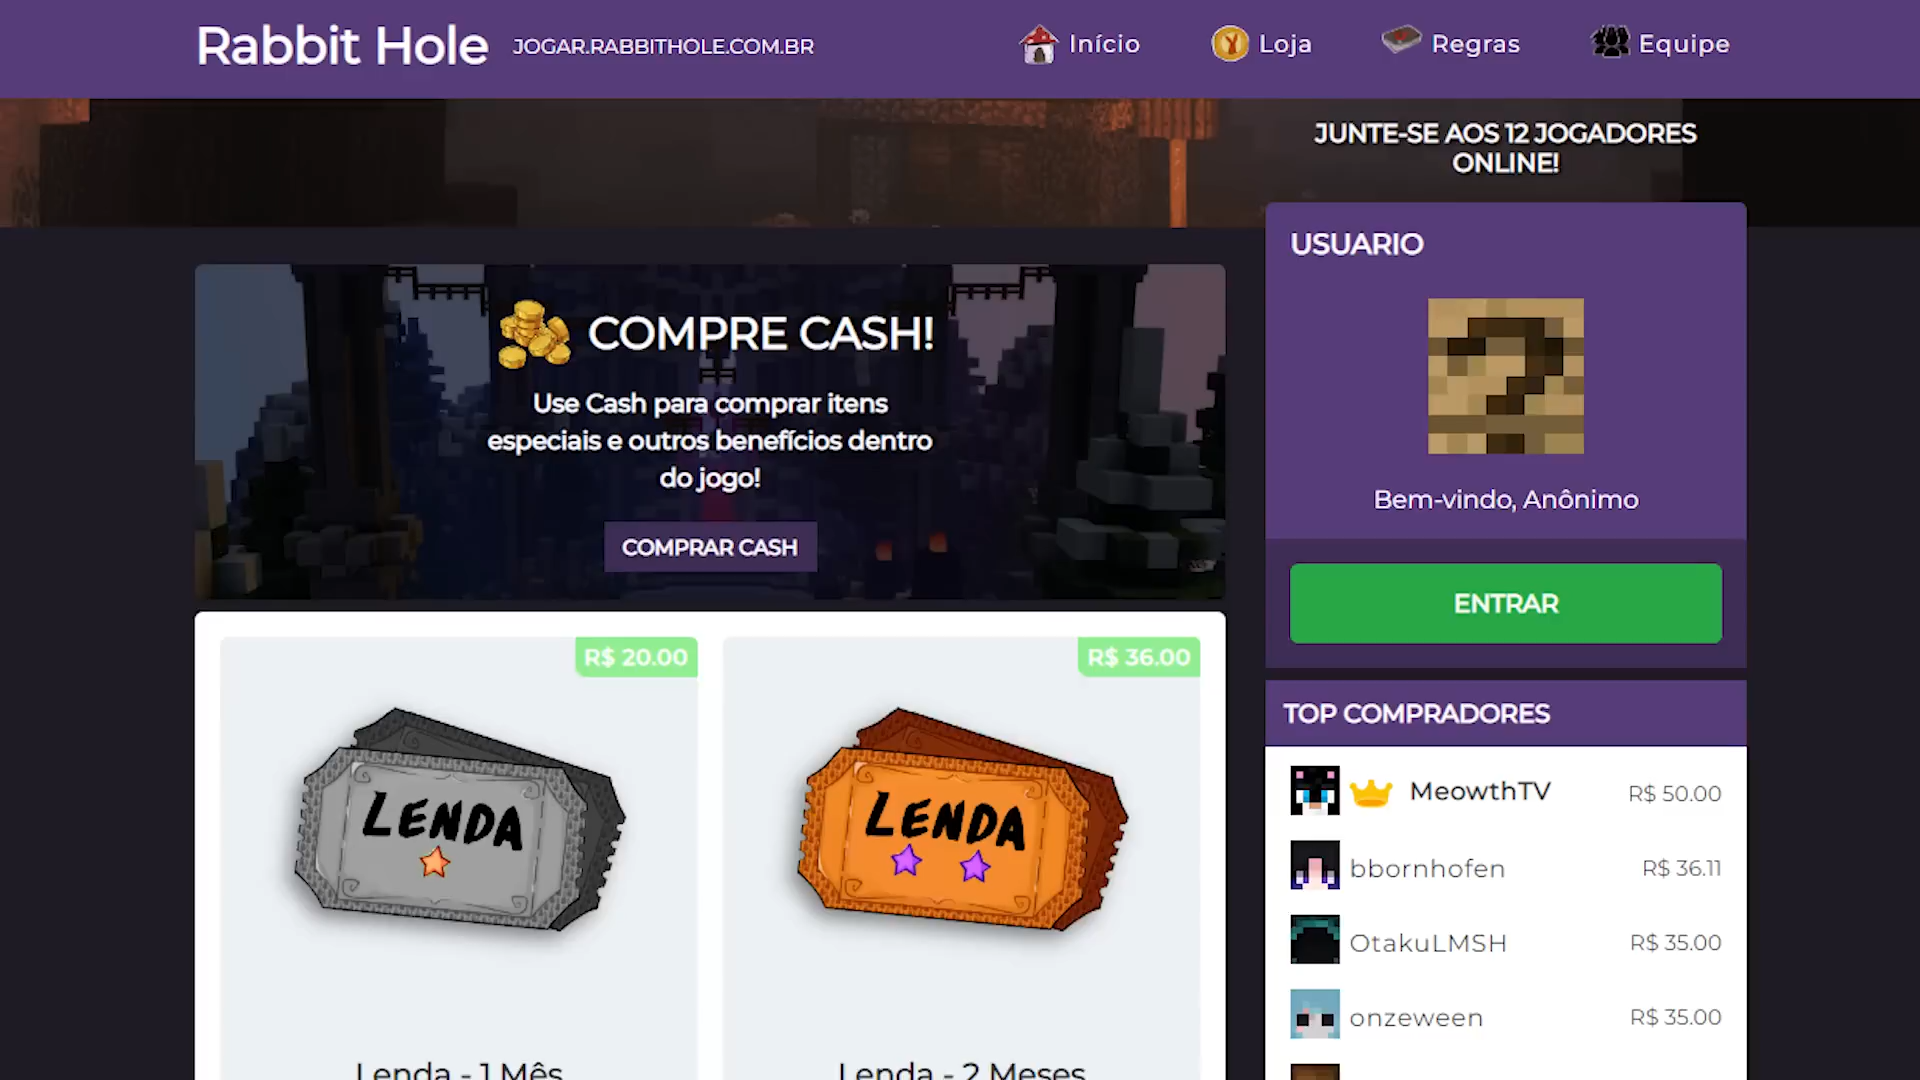 Rabbit Hole
JOGAR.RABBITHOLE.COM.BR
Início
Loja
Regras
Equipe
JUNTE-SE AOS 12 JOGADORES
ONLINE!
COMPRE CASH!
Use Cash para comprar itens
especiais e outros benefícios dentro
do jogo!
COMPRAR CASH
USUARIO
Bem-vindo, Anônimo
ENTRAR
R$ 20.00
LENDA
Lenda - 1 Mês
R$ 36.00
LENDA
Lenda - 2 Meses
TOP COMPRADORES
MeowthTV R$ 50.00
bbornhofen R$ 36.11
OtakuLMSH R$ 35.00
onzeween R$ 35.00